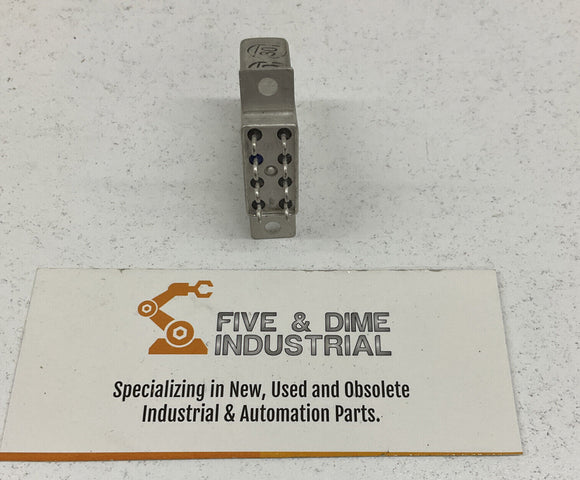 FIVE & DIME
INDUSTRIAL
Specializing in New, Used and Obsolete
Industrial & Automation Parts.